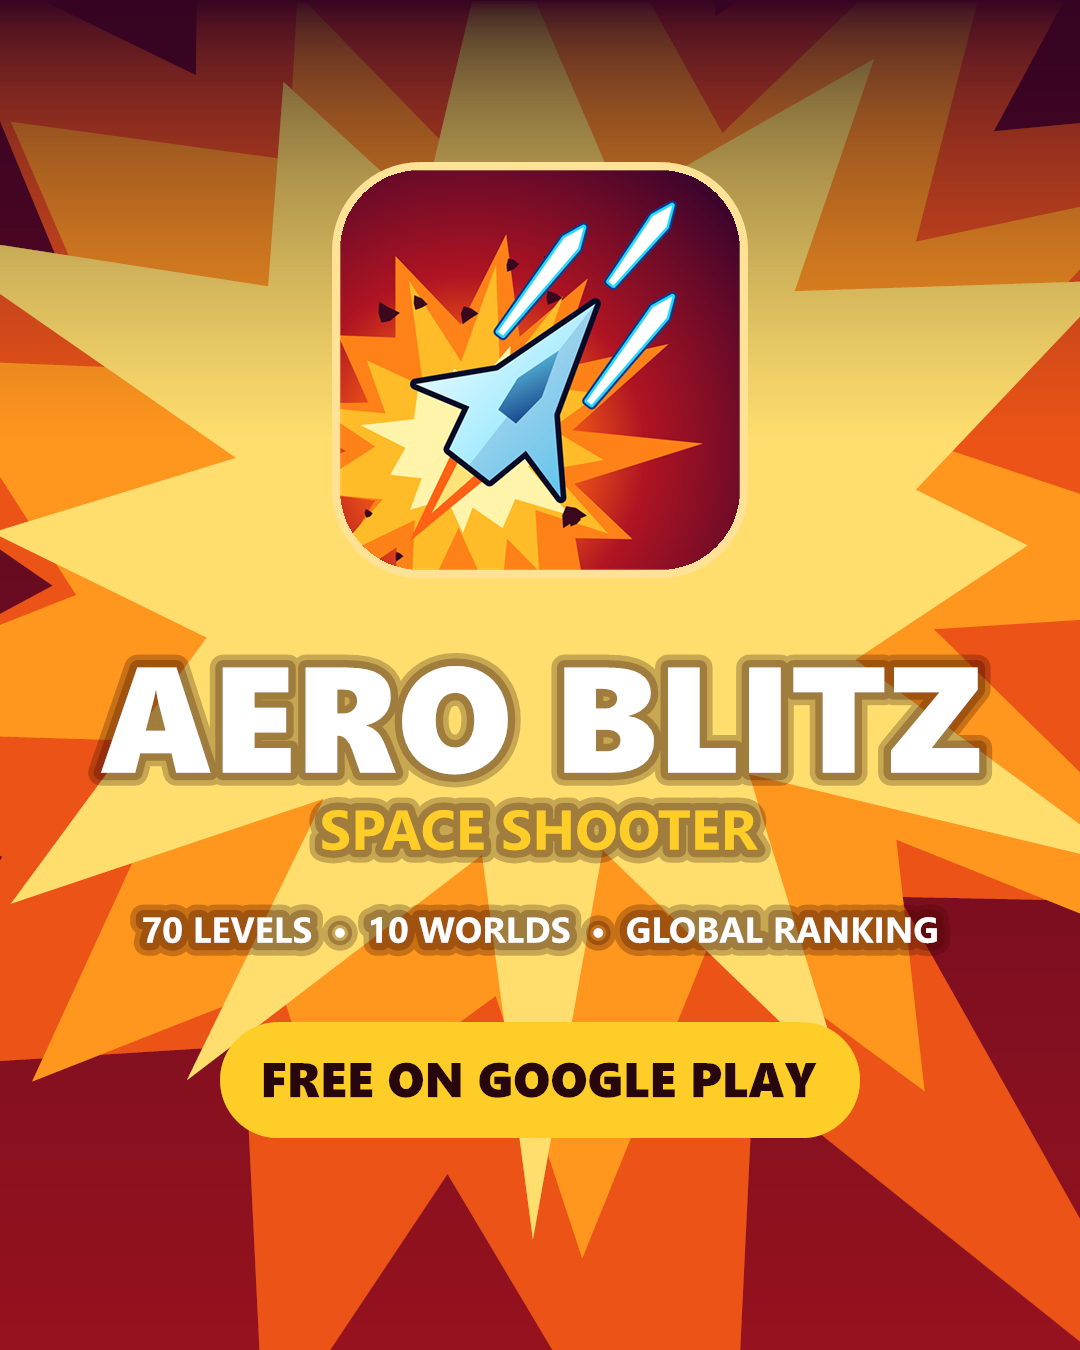 AERO BLITZ
SPACE SHOOTER
70 LEVELS • 10 WORLDS • GLOBAL RANKING
FREE ON GOOGLE PLAY